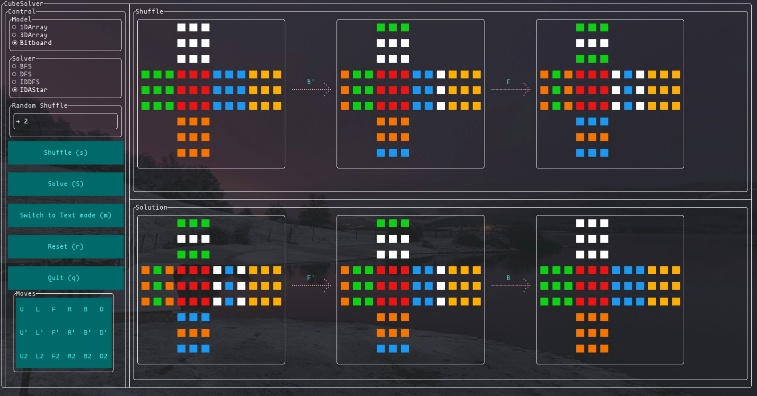 CubeSolver
Control
Model
1DArray
3DArray
Bitboard
Solver
BFS
DFS
IDDFS
IDAStar
Random Shuffle
→ 2
Shuffle (s)
Solve (S)
Switch to Text mode (m)
Reset (r)
Quit (q)
Moves
U L F R B D
U' L' F' R' B' D'
U2 L2 F2 R2 B2 D2
Shuffle
B'
F
Solution
F'
B